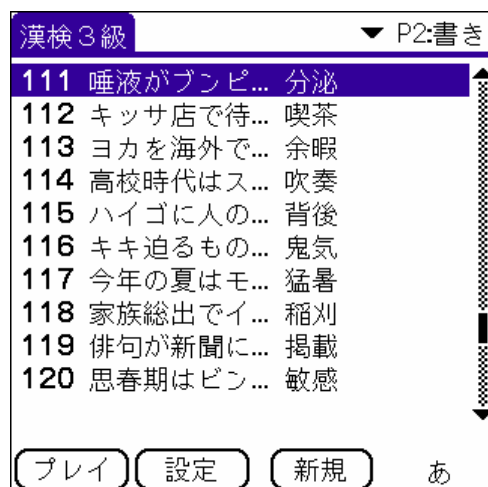 漢検３級 ▼ P2:書き
111 唾液がブンピ... 分泌
112 キッサ店で待... 喫茶
113 ヨカを海外で... 余暇
114 高校時代はス... 吹奏
115 ハイゴに人の... 背後
116 キキ迫るもの... 鬼気
117 今年の夏はモ... 猛暑
118 家族総出でイ... 稲刈
119 俳句が新聞に... 掲載
120 思春期はビン... 敏感
プレイ 設定 新規 あ